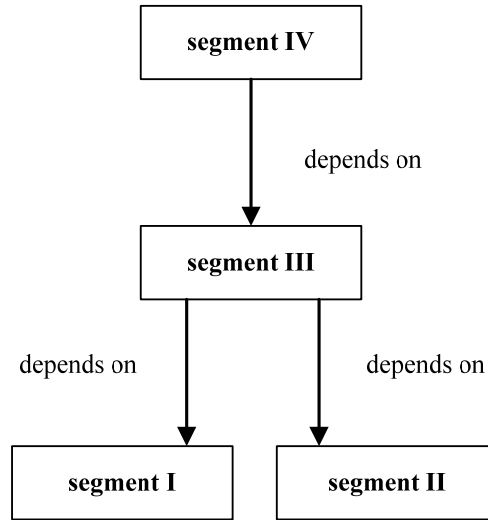 segment IV
depends on
segment III
depends on
depends on
segment I
segment II